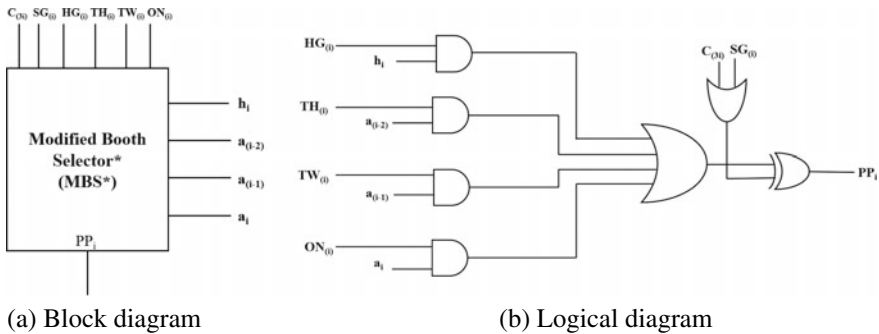 C(3i) SG(i) HG(i) TH(i) TW(i) ON(i)
Modified Booth
Selector*
(MBS*)
hi
a(i-2)
a(i-1)
ai
PPi
HG(i)
hi
TH(i)
a(i-2)
TW(i)
a(i-1)
ON(i)
ai
C(3i) SG(i)
PPi
(a) Block diagram
(b) Logical diagram